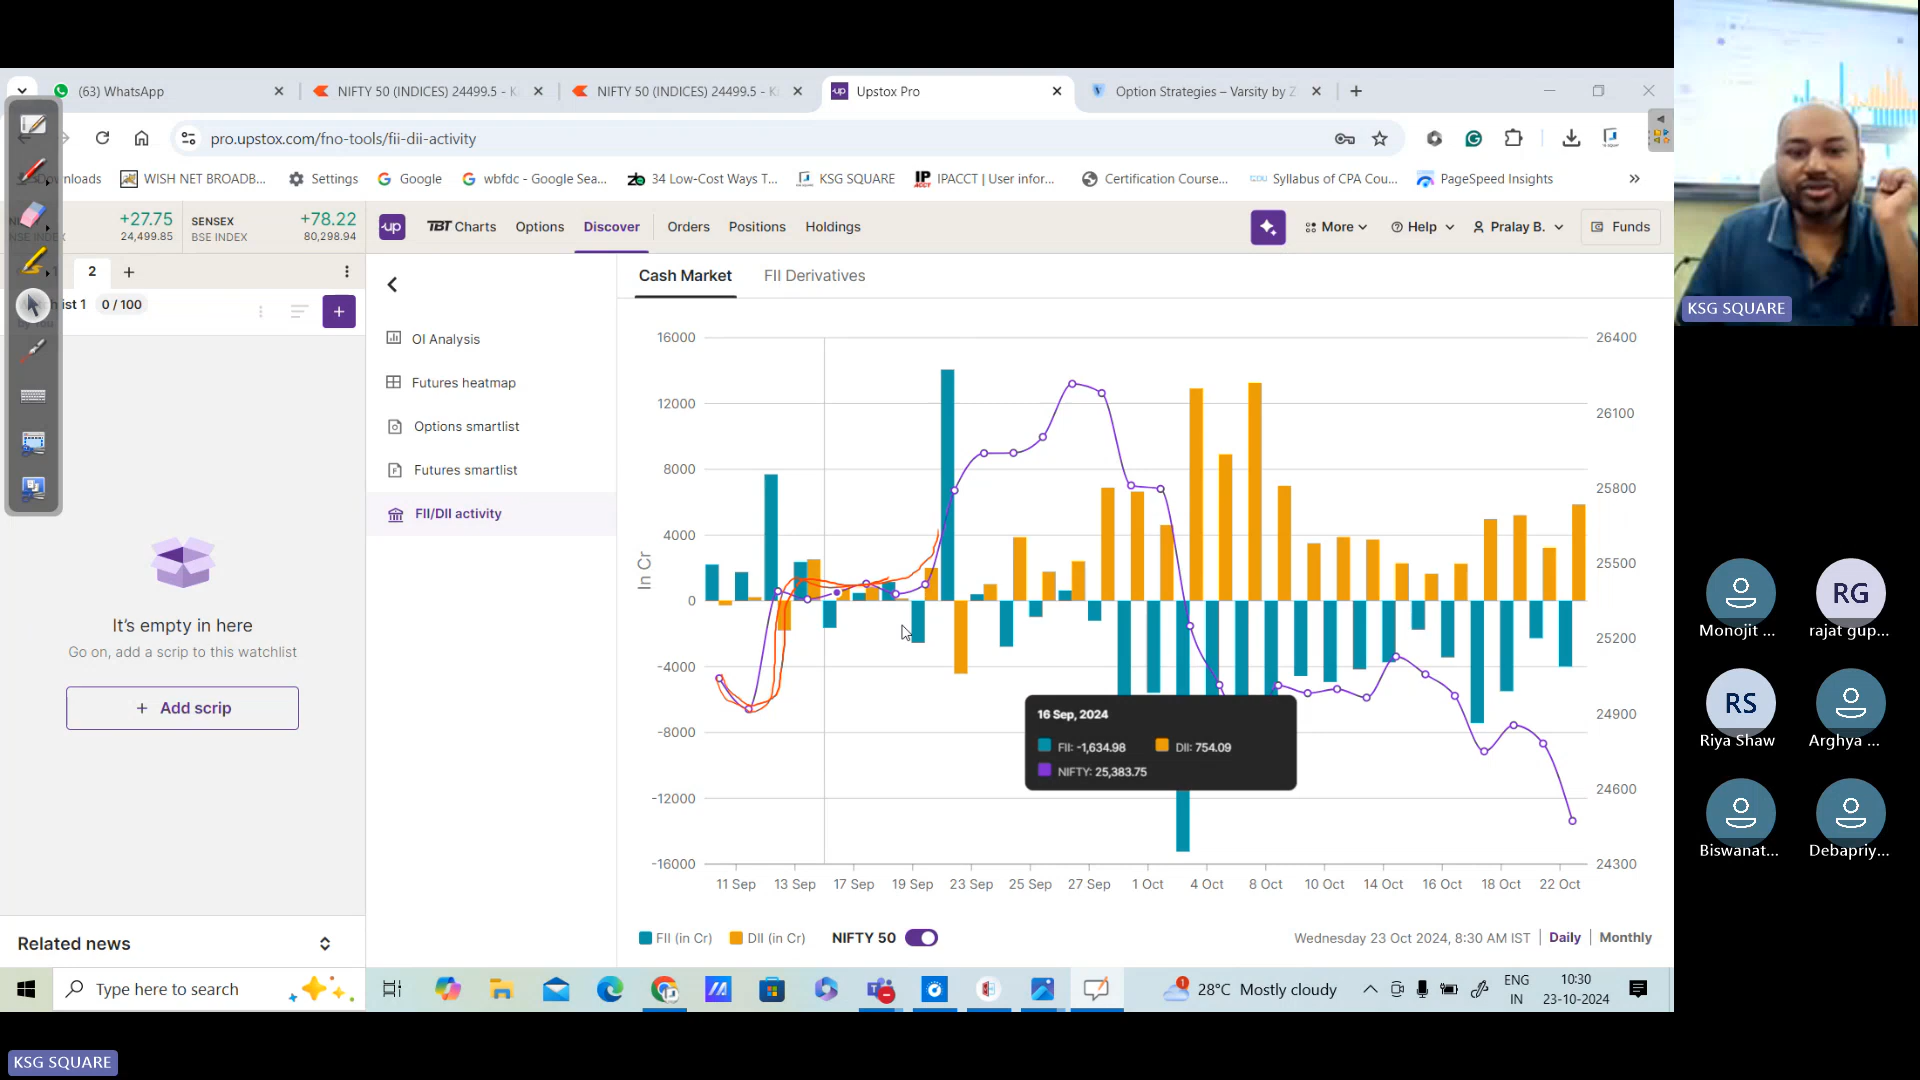 (63) WhatsApp
NIFTY 50 (INDICES) 24499.5 - K
NIFTY 50 (INDICES) 24499.5 - K
up Upstox Pro
Option Strategies – Varsity by Z
pro.upstox.com/fno-tools/fii-dii-activity
WISH NET BROADB...
Settings
Google
wbfdc - Google Sea...
34 Low-Cost Ways T...
KSG SQUARE
IPACCT | User infor...
Certification Course...
Syllabus of CPA Cou...
PageSpeed Insights
+27.75
24,499.85
SENSEX +78.22
BSE INDEX 80,298.94
up
TBT Charts
Options
Discover
Orders
Positions
Holdings
More
Help
Pralay B.
Funds
2
0 / 100
It’s empty in here
Go on, add a scrip to this watchlist
Add scrip
Related news
OI Analysis
Futures heatmap
Options smartlist
Futures smartlist
FII/DII activity
Cash Market
FII Derivatives
In Cr
16000
12000
8000
4000
0
-4000
-8000
-12000
-16000
26400
26100
25800
25500
25200
24900
24600
24300
16 Sep, 2024
FII: -1,634.98 DII: 754.09
NIFTY: 25,383.75
11 Sep 13 Sep 17 Sep 19 Sep 23 Sep 25 Sep 27 Sep 1 Oct 4 Oct 8 Oct 10 Oct 14 Oct 16 Oct 18 Oct 22 Oct
FII (in Cr) DII (in Cr) NIFTY 50
Wednesday 23 Oct 2024, 8:30 AM IST Daily | Monthly
Type here to search
28°C Mostly cloudy
ENG
IN
10:30
23-10-2024
KSG SQUARE
Monojit ...
RG
rajat gup...
RS
Riya Shaw
Arghya ...
Biswanat...
Debapriy...
KSG SQUARE